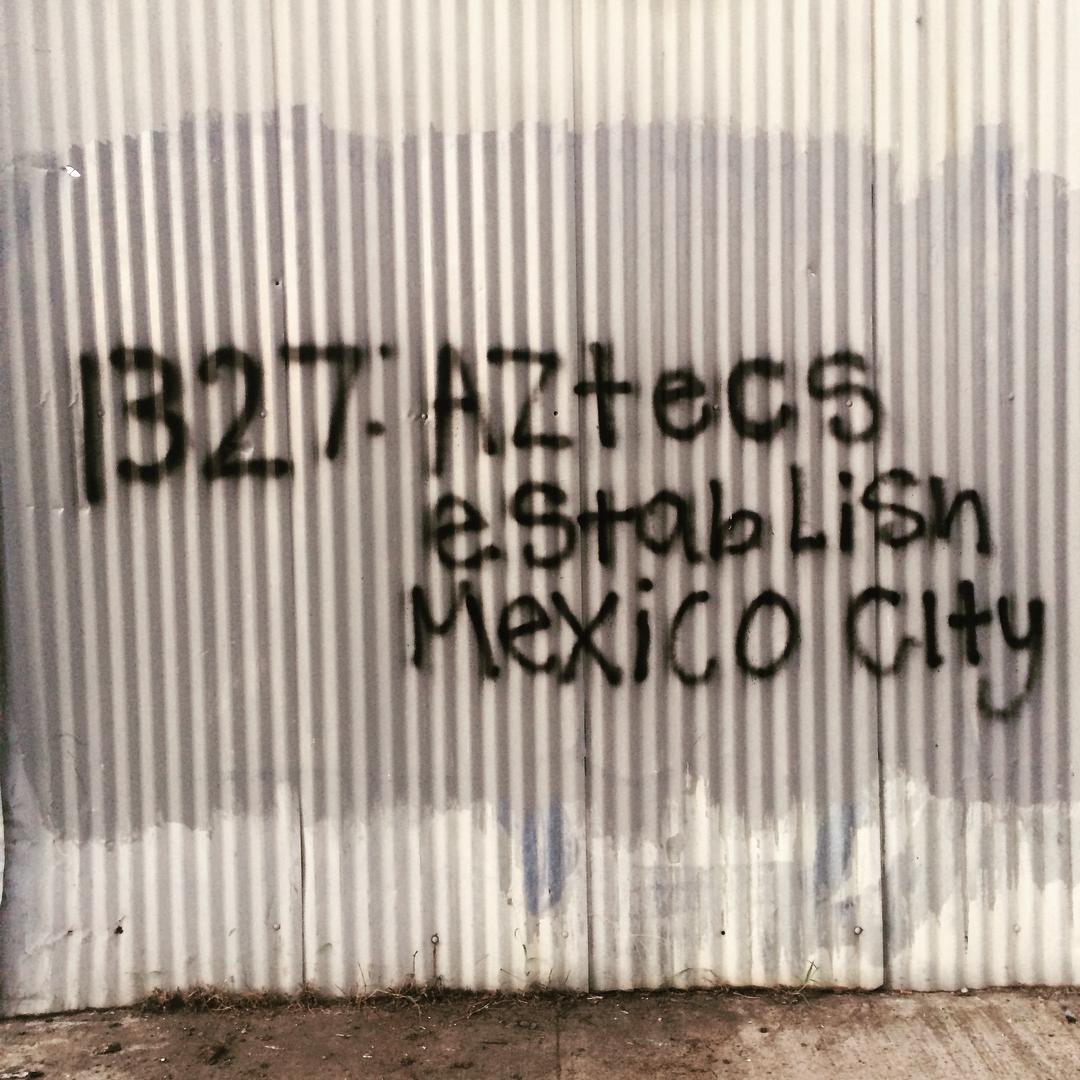 1327: Aztecs
establish
Mexico City